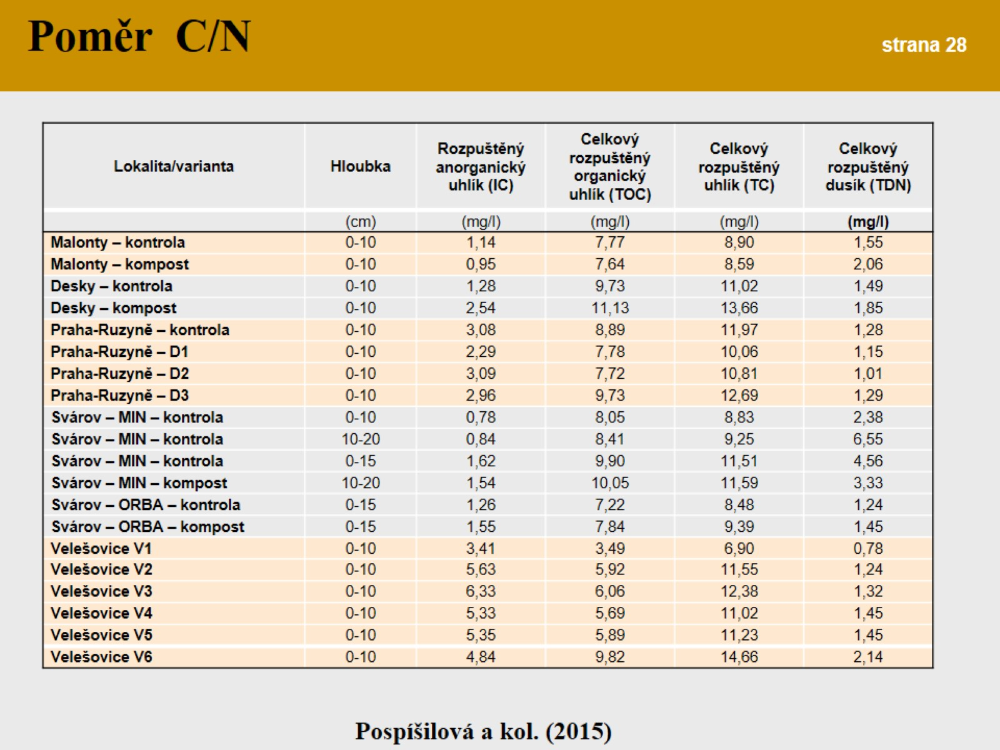 Poměr C/N
strana 28
Lokalita/varianta Hloubka Rozpuštěný anorganický uhlík (IC) Celkový rozpuštěný organický uhlík (TOC) Celkový rozpuštěný uhlík (TC) Celkový rozpuštěný dusík (TDN)
(cm) (mg/l) (mg/l) (mg/l) (mg/l)
Malonty – kontrola 0-10 1,14 7,77 8,90 1,55
Malonty – kompost 0-10 0,95 7,64 8,59 2,06
Desky – kontrola 0-10 1,28 9,73 11,02 1,49
Desky – kompost 0-10 2,54 11,13 13,66 1,85
Praha-Ruzyně – kontrola 0-10 3,08 8,89 11,97 1,28
Praha-Ruzyně – D1 0-10 2,29 7,78 10,06 1,15
Praha-Ruzyně – D2 0-10 3,09 7,72 10,81 1,01
Praha-Ruzyně – D3 0-10 2,96 9,73 12,69 1,29
Svárov – MIN – kontrola 0-10 0,78 8,05 8,83 2,38
Svárov – MIN – kontrola 10-20 0,84 8,41 9,25 6,55
Svárov – MIN – kontrola 0-15 1,62 9,90 11,51 4,56
Svárov – MIN – kompost 10-20 1,54 10,05 11,59 3,33
Svárov – ORBA – kontrola 0-15 1,26 7,22 8,48 1,24
Svárov – ORBA – kompost 0-15 1,55 7,84 9,39 1,45
Velešovice V1 0-10 3,41 3,49 6,90 0,78
Velešovice V2 0-10 5,63 5,92 11,55 1,24
Velešovice V3 0-10 6,33 6,06 12,38 1,32
Velešovice V4 0-10 5,33 5,69 11,02 1,45
Velešovice V5 0-10 5,35 5,89 11,23 1,45
Velešovice V6 0-10 4,84 9,82 14,66 2,14
Pospíšilová a kol. (2015)